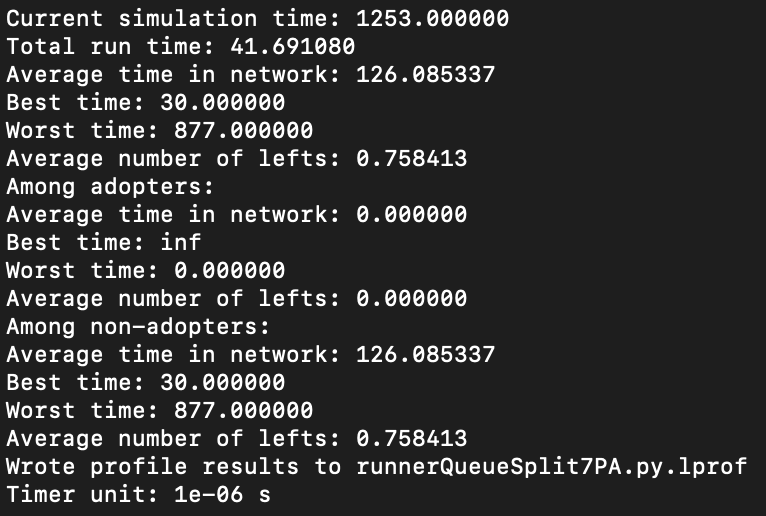 Current simulation time: 1253.000000
Total run time: 41.691080
Average time in network: 126.085337
Best time: 30.000000
Worst time: 877.000000
Average number of lefts: 0.758413
Among adopters:
Average time in network: 0.000000
Best time: inf
Worst time: 0.000000
Average number of lefts: 0.000000
Among non-adopters:
Average time in network: 126.085337
Best time: 30.000000
Worst time: 877.000000
Average number of lefts: 0.758413
Wrote profile results to runnerQueueSplit7PA.py.lprof
Timer unit: 1e-06 s